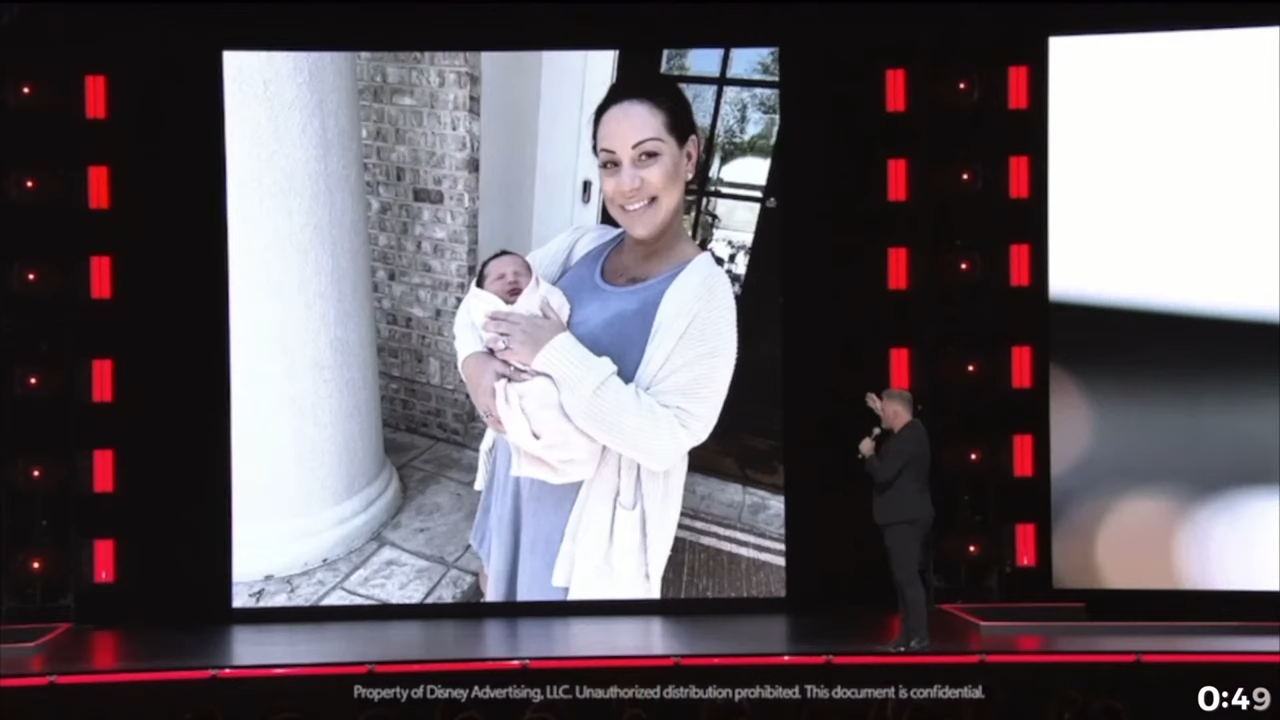 Property of Disney Advertising, LLC. Unauthorized distribution prohibited. This document is confidential.
0:49